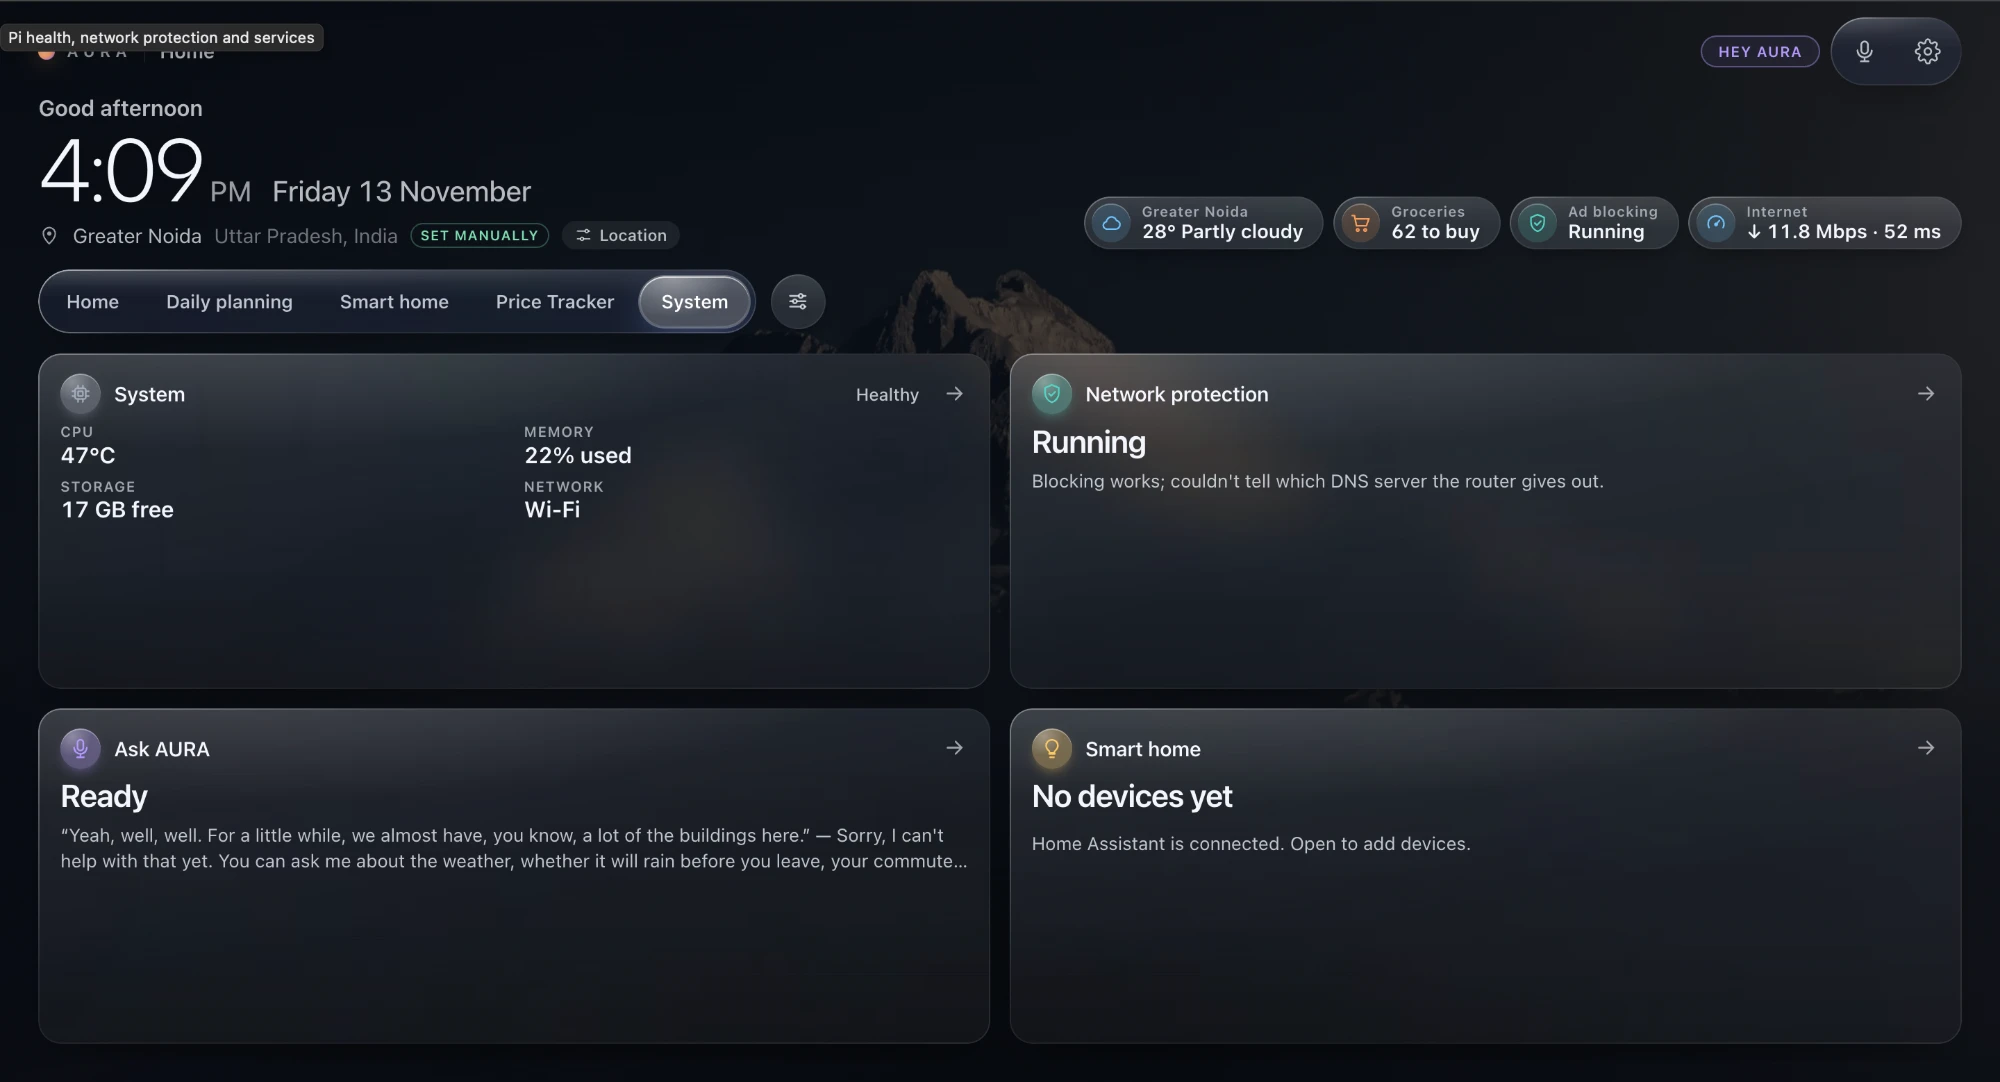 Pi health, network protection and services
AURA Home
HEY AURA
Good afternoon
4:09 PM Friday 13 November
Greater Noida Uttar Pradesh, India SET MANUALLY Location
Greater Noida
28° Partly cloudy
Groceries
62 to buy
Ad blocking
Running
Internet
↓ 11.8 Mbps · 52 ms
Home Daily planning Smart home Price Tracker System
System Healthy →
CPU
47°C
MEMORY
22% used
STORAGE
17 GB free
NETWORK
Wi-Fi
Network protection →
Running
Blocking works; couldn't tell which DNS server the router gives out.
Ask AURA →
Ready
“Yeah, well, well. For a little while, we almost have, you know, a lot of the buildings here.” — Sorry, I can't
help with that yet. You can ask me about the weather, whether it will rain before you leave, your commute...
Smart home →
No devices yet
Home Assistant is connected. Open to add devices.